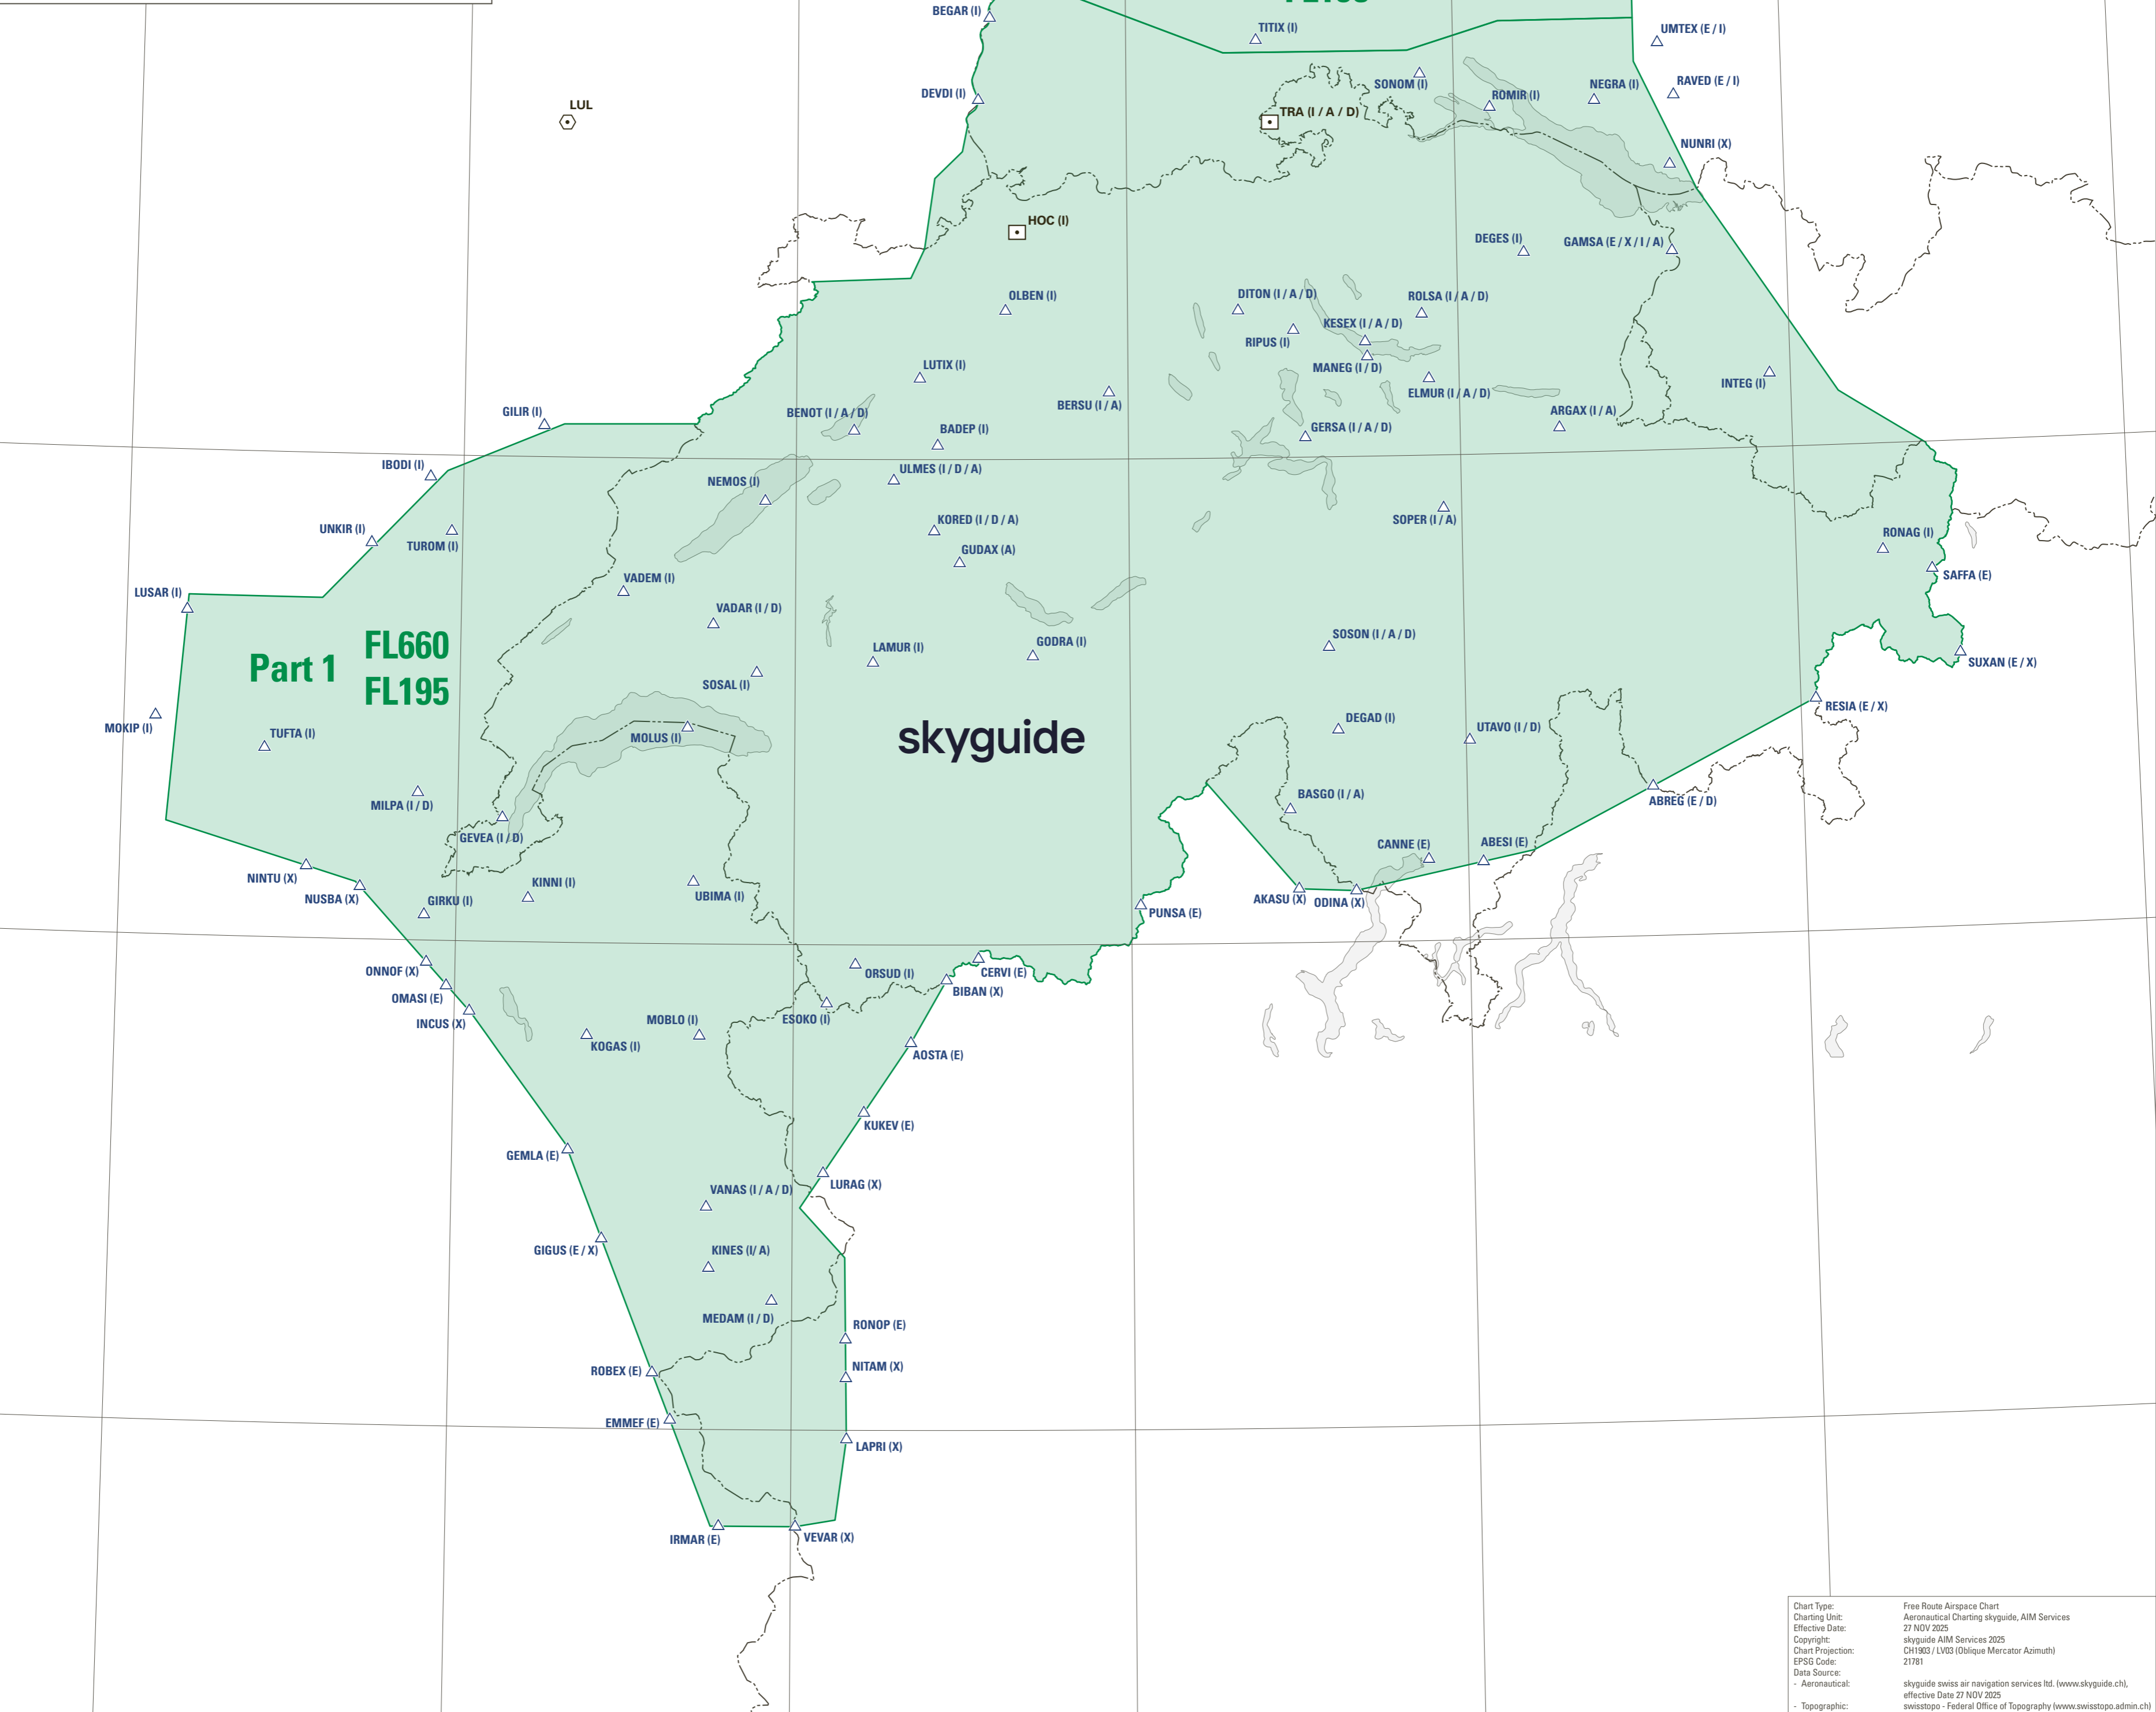 BEGAR (I)
TITIX (I)
UMTEX (E / I)
SONOM (I)
NEGRA (I)
RAVED (E / I)
DEVDI (I)
ROMIR (I)
LUL
TRA (I / A / D)
NUNRI (X)
HOC (I)
DEGES (I)
GAMSA (E / X / I / A)
OLBEN (I)
DITON (I / A / D)
ROLSA (I / A / D)
KESEX (I / A / D)
RIPUS (I)
LUTIX (I)
MANEG (I / D)
INTEG (I)
ELMUR (I / A / D)
BERSU (I / A)
GILIR (I)
BENOT (I / A / D)
ARGAX (I / A)
BADEP (I)
GERSA (I / A / D)
IBODI (I)
ULMES (I / D / A)
NEMOS (I)
UNKIR (I)
TUROM (I)
KORED (I / D / A)
SOPER (I / A)
RONAG (I)
GUDAX (A)
SAFFA (E)
VADEM (I)
LUSAR (I)
VADAR (I / D)
SOSON (I / A / D)
FL660
Part 1
FL195
LAMUR (I)
GODRA (I)
SUXAN (E / X)
SOSAL (I)
RESIA (E / X)
MOKIP (I)
TUFTA (I)
MOLUS (I)
skyguide
DEGAD (I)
UTAVO (I / D)
BASGO (I / A)
ABREG (E / D)
MILPA (I / D)
GEVEA (I / D)
CANNE (E)
ABESI (E)
NINTU (X)
KINNI (I)
NUSBA (X)
GIRKU (I)
UBIMA (I)
AKASU (X)
ODINA (X)
PUNSA (E)
ONNOF (X)
ORSUD (I)
CERVI (E)
OMASI (E)
BIBAN (X)
INCUS (X)
MOBLO (I)
ESOKO (I)
KOGAS (I)
AOSTA (E)
KUKEV (E)
GEMLA (E)
LURAG (X)
VANAS (I / A / D)
GIGUS (E / X)
KINES (I/ A)
MEDAM (I / D)
RONOP (E)
ROBEX (E)
NITAM (X)
EMMEF (E)
LAPRI (X)
IRMAR (E)
VEVAR (X)
Chart Type: Free Route Airspace Chart
Charting Unit: Aeronautical Charting skyguide, AIM Services
Effective Date: 27 NOV 2025
Copyright: skyguide AIM Services 2025
Chart Projection: CH1903 / LV03 (Oblique Mercator Azimuth)
EPSG Code: 21781
Data Source:
- Aeronautical: skyguide swiss air navigation services ltd. (www.skyguide.ch),
effective Date 27 NOV 2025
- Topographic: swisstopo - Federal Office of Topography (www.swisstopo.admin.ch)